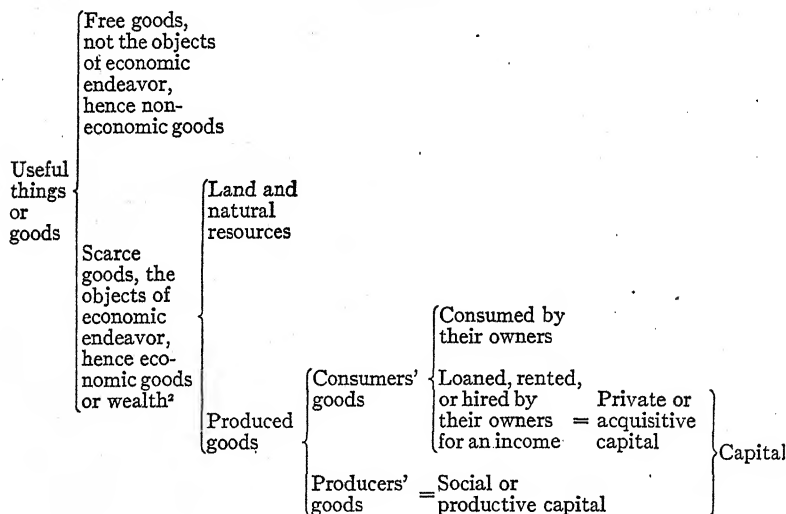 Free goods,
not the objects
of economic
endeavor,
hence non-
economic goods
Useful
things
or
goods
Scarce
goods, the
objects of
economic
endeavor,
hence eco-
nomic goods
or wealth²
Land and
natural
resources
Produced
goods
Consumers'
goods
Consumed by
their owners
Loaned, rented,
or hired by
their owners
for an income
= Private or
acquisitive
capital
Producers'
goods
= Social or
productive capital
Capital